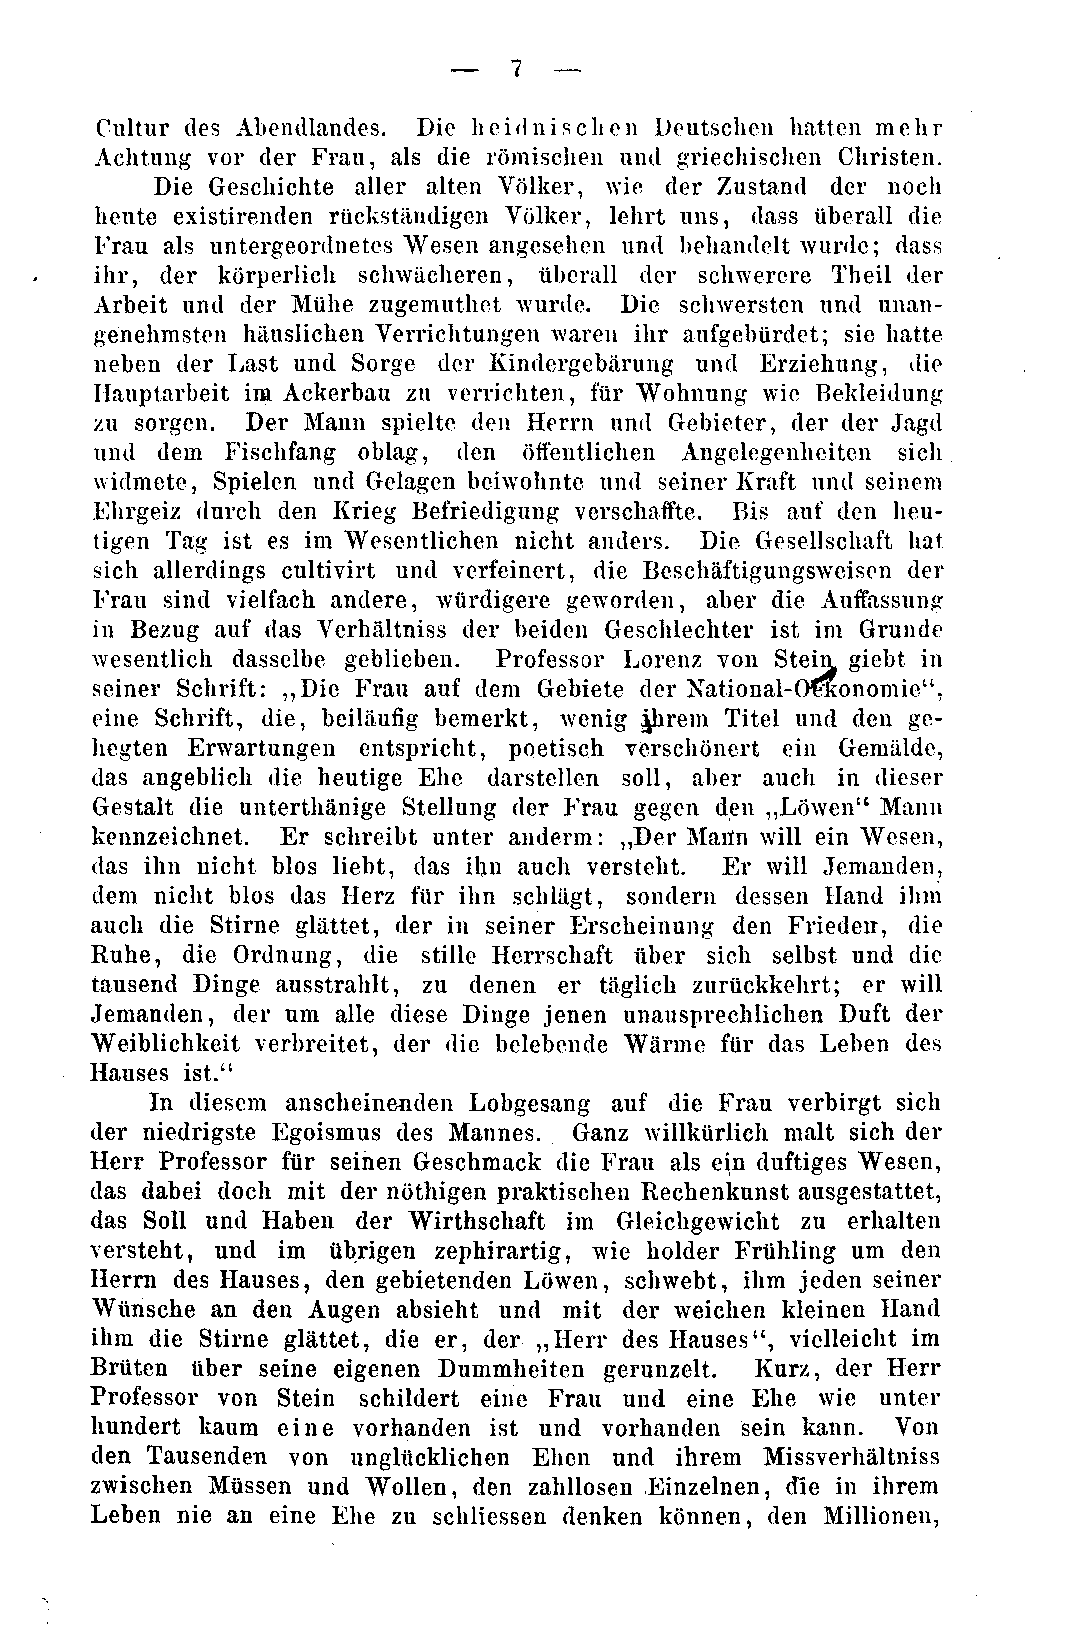 — 7 —
Cultur des Abendlandes. Die heidnischen Deutschen hatten mehr
Achtung vor der Frau, als die römischen und griechischen Christen.
Die Geschichte aller alten Völker, wie der Zustand der noch
heute existirenden rückständigen Völker, lehrt uns, dass überall die
Frau als untergeordnetes Wesen angesehen und behandelt wurde; dass
ihr, der körperlich schwächeren, überall der schwerere Theil der
Arbeit und der Mühe zugemuthet wurde. Die schwersten und unan-
genehmsten häuslichen Verrichtungen waren ihr aufgebürdet; sie hatte
neben der Last und Sorge der Kindergebärung und Erziehung, die
Hauptarbeit im Ackerbau zu verrichten, für Wohnung wie Bekleidung
zu sorgen. Der Mann spielte den Herrn und Gebieter, der der Jagd
und dem Fischfang oblag, den öffentlichen Angelegenheiten sich
widmete, Spielen und Gelagen beiwohnte und seiner Kraft und seinem
Ehrgeiz durch den Krieg Befriedigung verschaffte. Bis auf den heu-
tigen Tag ist es im Wesentlichen nicht anders. Die Gesellschaft hat
sich allerdings cultivirt und verfeinert, die Beschäftigungsweisen der
Frau sind vielfach andere, würdigere geworden, aber die Auffassung
in Bezug auf das Verhältniss der beiden Geschlechter ist im Grunde
wesentlich dasselbe geblieben. Professor Lorenz von Stein giebt in
seiner Schrift: „Die Frau auf dem Gebiete der National-Oekonomie“,
eine Schrift, die, beiläufig bemerkt, wenig ihrem Titel und den ge-
hegten Erwartungen entspricht, poetisch verschönert ein Gemälde,
das angeblich die heutige Ehe darstellen soll, aber auch in dieser
Gestalt die unterthänige Stellung der Frau gegen den „Löwen“ Mann
kennzeichnet. Er schreibt unter anderm: „Der Mann will ein Wesen,
das ihn nicht blos liebt, das ihn auch versteht. Er will Jemanden,
dem nicht blos das Herz für ihn schlägt, sondern dessen Hand ihm
auch die Stirne glättet, der in seiner Erscheinung den Frieden, die
Ruhe, die Ordnung, die stille Herrschaft über sich selbst und die
tausend Dinge ausstrahlt, zu denen er täglich zurückkehrt; er will
Jemanden, der um alle diese Dinge jenen unausprechlichen Duft der
Weiblichkeit verbreitet, der die belebende Wärme für das Leben des
Hauses ist.“
In diesem anscheinenden Lobgesang auf die Frau verbirgt sich
der niedrigste Egoismus des Mannes. Ganz willkürlich malt sich der
Herr Professor für seinen Geschmack die Frau als ein duftiges Wesen,
das dabei doch mit der nöthigen praktischen Rechenkunst ausgestattet,
das Soll und Haben der Wirthschaft im Gleichgewicht zu erhalten
versteht, und im übrigen zephirartig, wie holder Frühling um den
Herrn des Hauses, den gebietenden Löwen, schwebt, ihm jeden seiner
Wünsche an den Augen absieht und mit der weichen kleinen Hand
ihm die Stirne glättet, die er, der „Herr des Hauses“, vielleicht im
Brüten über seine eigenen Dummheiten gerunzelt. Kurz, der Herr
Professor von Stein schildert eine Frau und eine Ehe wie unter
hundert kaum eine vorhanden ist und vorhanden sein kann. Von
den Tausenden von unglücklichen Ehen und ihrem Missverhältniss
zwischen Müssen und Wollen, den zahllosen Einzelnen, die in ihrem
Leben nie an eine Ehe zu schliessen denken können, den Millionen,